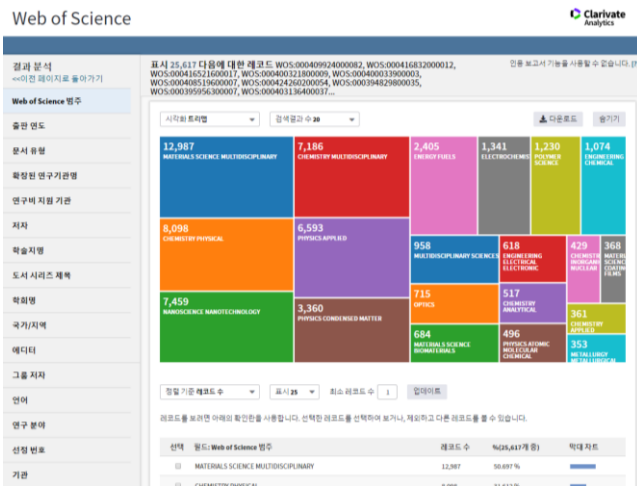 Web of Science
Clarivate
Analytics
결과 분석
<<이전 페이지로 돌아가기
Web of Science 범주
출판 연도
문서 유형
확장된 연구기관명
연구비 지원 기관
저자
학술지명
도서 시리즈 제목
학회명
국가/지역
에디터
그룹 저자
언어
연구 분야
선정 번호
기관
표시 25,617 다음에 대한 레코드 WOS:000409924000082, WOS:000416832000012,
WOS:000416521600017, WOS:000400321800009, WOS:000400033900003,
WOS:000408519600007, WOS:000424260200054, WOS:000394829800035,
WOS:000395956300007, WOS:000403136400037...
인용 보고서 기능을 사용할 수 없습니다.
시각화 트리맵
검색결과 수 20
다운로드
숨기기
12,987
MATERIALS SCIENCE MULTIDISCIPLINARY
8,098
CHEMISTRY PHYSICAL
7,459
NANOSCIENCE NANOTECHNOLOGY
7,186
CHEMISTRY MULTIDISCIPLINARY
6,593
PHYSICS APPLIED
3,360
PHYSICS CONDENSED MATTER
2,405
ENERGY FUELS
1,341
ELECTROCHEMIS
1,230
POLYMER
SCIENCE
1,074
ENGINEERING
CHEMICAL
958
MULTIDISCIPLINARY SCIENCES
715
OPTICS
684
MATERIALS SCIENCE
BIOMATERIALS
618
ENGINEERING
ELECTRICAL
ELECTRONIC
517
CHEMISTRY
ANALYTICAL
496
PHYSICS ATOMIC
MOLECULAR
CHEMICAL
429
CHEMISTR
INORGANI
NUCLEAR
368
MATERI
SCIENC
COATIN
FILMS
361
CHEMISTRY
APPLIED
353
METALLURGY
METALLURGICAL
정렬 기준 레코드 수
표시 25
최소 레코드 수 1
업데이트
레코드를 보려면 아래의 확인란을 사용합니다. 선택한 레코드를 선택하여 보거나, 제외하고 다른 레코드를 볼 수 있습니다.
선택 필드: Web of Science 범주 레코드 수 %(25,617개 중) 막대 차트
MATERIALS SCIENCE MULTIDISCIPLINARY 12,987 50.697 %
CHEMISTRY PHYSICAL